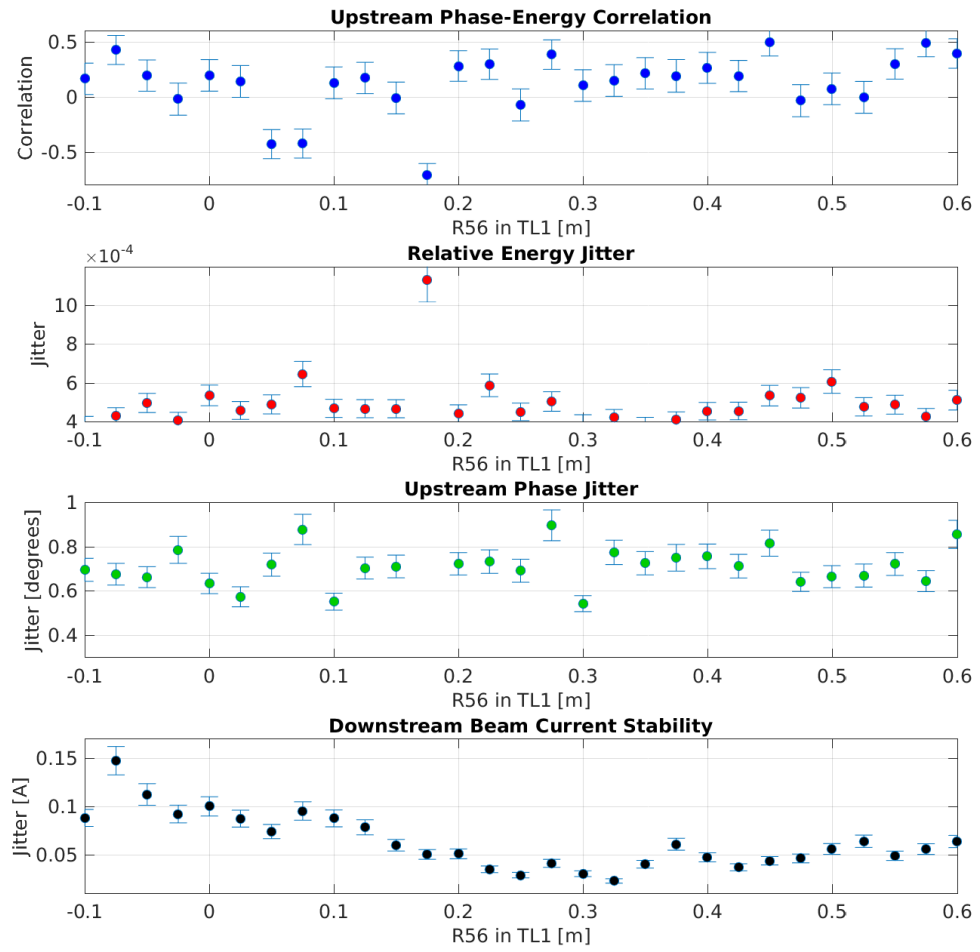 Upstream Phase-Energy Correlation
0.5
0
-0.5
Correlation
-0.1 0 0.1 0.2 0.3 0.4 0.5 0.6
R56 in TL1 [m]
×10-4
Relative Energy Jitter
10
8
6
4
Jitter
-0.1 0 0.1 0.2 0.3 0.4 0.5 0.6
R56 in TL1 [m]
Upstream Phase Jitter
1
0.8
0.6
0.4
Jitter [degrees]
-0.1 0 0.1 0.2 0.3 0.4 0.5 0.6
R56 in TL1 [m]
Downstream Beam Current Stability
0.15
0.1
0.05
Jitter [A]
-0.1 0 0.1 0.2 0.3 0.4 0.5 0.6
R56 in TL1 [m]